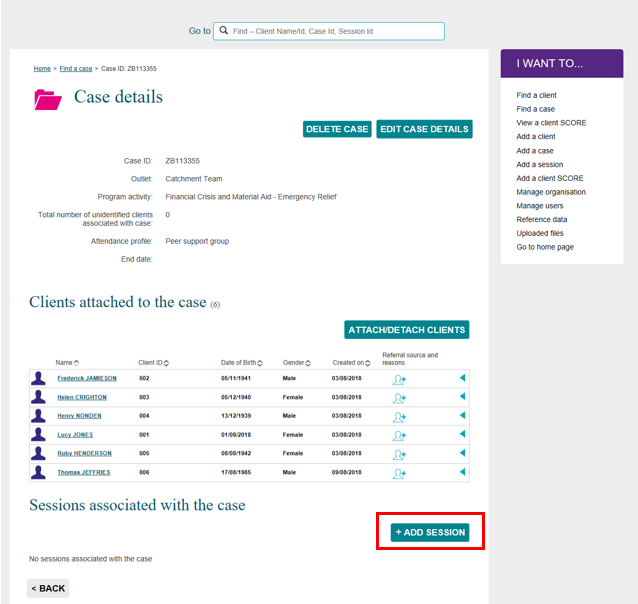 Go to Find – Client Name/Id, Case Id, Session Id
Home > Find a case > Case ID: ZB113355
Case details
DELETE CASE EDIT CASE DETAILS
Case ID: ZB113355
Outlet: Catchment Team
Program activity: Financial Crisis and Material Aid - Emergency Relief
Total number of unidentified clients 0
associated with case:
Attendance profile: Peer support group
End date:
Clients attached to the case (6)
ATTACH/DETACH CLIENTS
Name Client ID Date of Birth Gender Created on Referral source and
reasons
Frederick JAMIESON 002 05/11/1941 Male 03/08/2018
Helen CRIGHTON 003 05/12/1940 Female 03/08/2018
Henry NONDEN 004 13/12/1939 Male 03/08/2018
Lucy JONES 001 01/08/2018 Female 03/08/2018
Ruby HENDERSON 005 08/08/1942 Female 03/08/2018
Thomas JEFFRIES 006 17/08/1985 Male 09/08/2018
Sessions associated with the case
+ ADD SESSION
No sessions associated with the case
< BACK
I WANT TO...
Find a client
Find a case
View a client SCORE
Add a client
Add a case
Add a session
Add a client SCORE
Manage organisation
Manage users
Reference data
Uploaded files
Go to home page